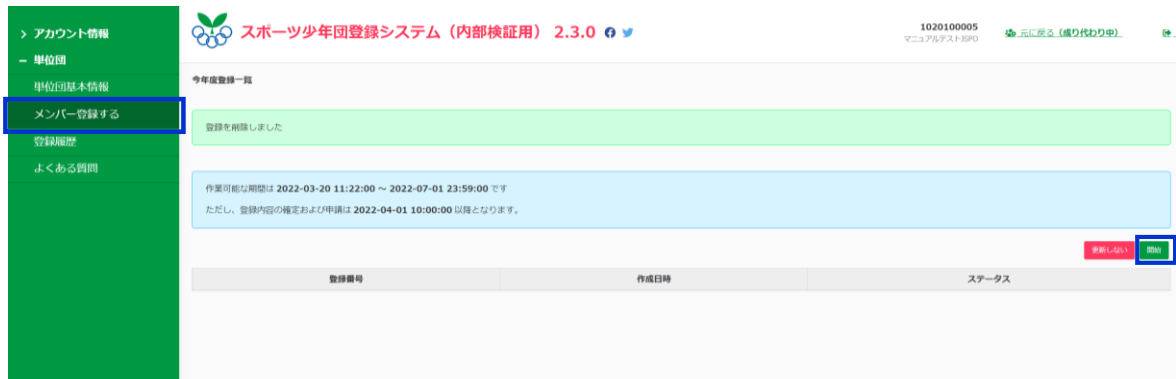 > アカウント情報
− 単位団
単位団基本情報
メンバー登録する
登録履歴
よくある質問
スポーツ少年団登録システム（内部検証用） 2.3.0
1020100005
マニュアルテストJSPO
元に戻る（成り代わり中）
今年度登録一覧
登録を削除しました
作業可能な期間は 2022-03-20 11:22:00 ～ 2022-07-01 23:59:00 です
ただし、登録内容の確定および申請は 2022-04-01 10:00:00 以降となります。
更新しない 開始
登録番号 作成日時 ステータス